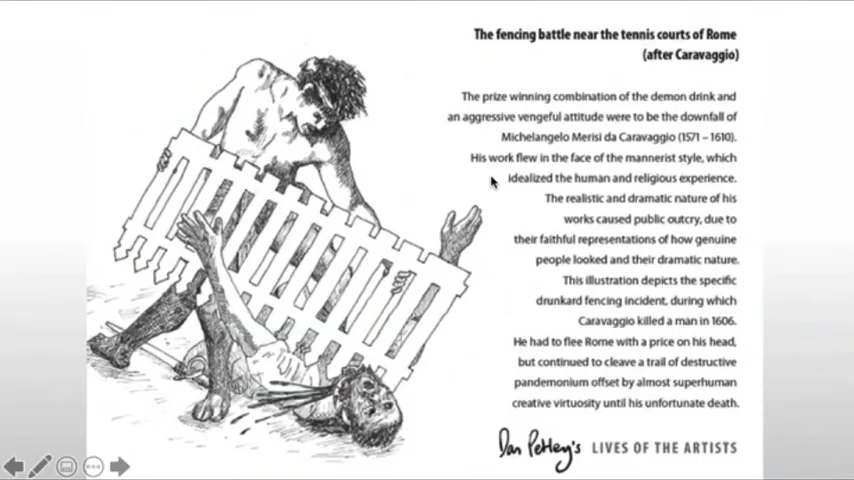 The fencing battle near the tennis courts of Rome
(after Caravaggio)
The prize winning combination of the demon drink and
an aggressive vengeful attitude were to be the downfall of
Michelangelo Merisi da Caravaggio (1571 – 1610).
His work flew in the face of the mannerist style, which
idealized the human and religious experience.
The realistic and dramatic nature of his
works caused public outcry, due to
their faithful representations of how genuine
people looked and their dramatic nature.
This illustration depicts the specific
drunkard fencing incident, during which
Caravaggio killed a man in 1606.
He had to flee Rome with a price on his head,
but continued to cleave a trail of destructive
pandemonium offset by almost superhuman
creative virtuosity until his unfortunate death.
Dan Petley's LIVES OF THE ARTISTS